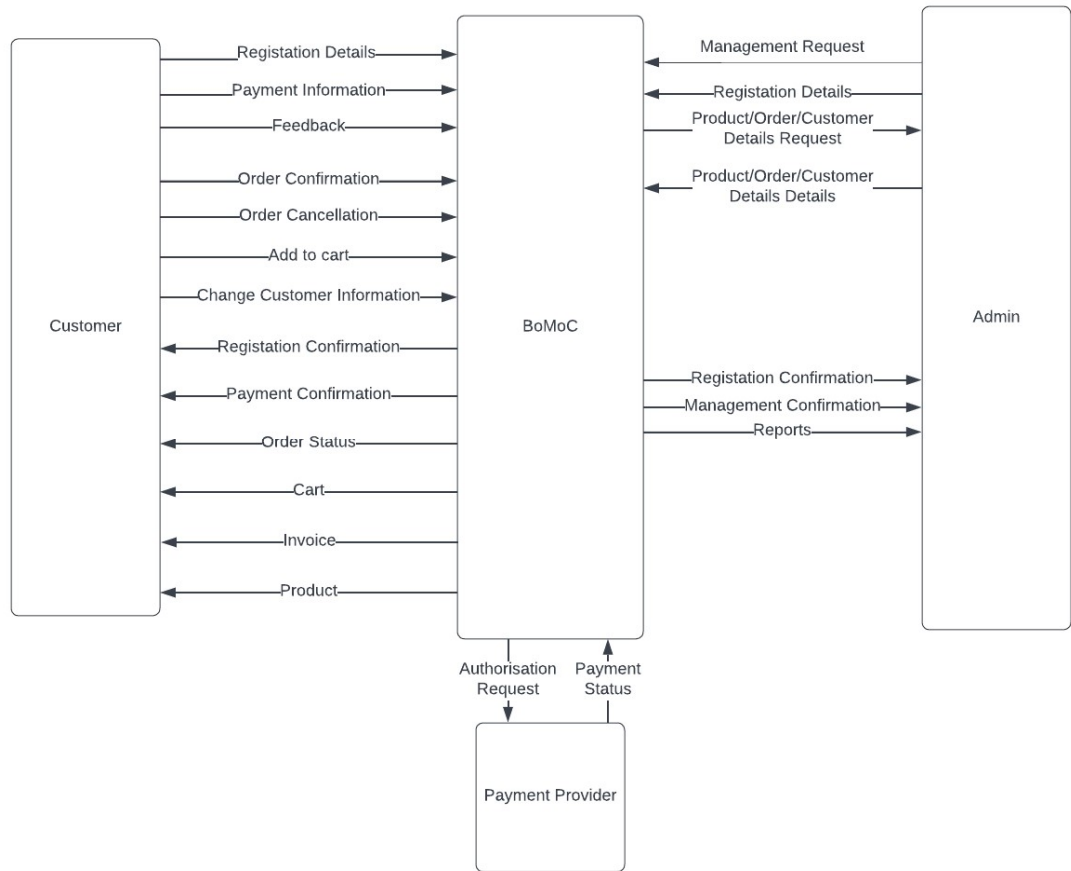 Registation Details
Payment Information
Feedback
Order Confirmation
Order Cancellation
Add to cart
Change Customer Information
Customer
Registation Confirmation
Payment Confirmation
Order Status
Cart
Invoice
Product
BoMoC
Management Request
Registation Details
Product/Order/Customer
Details Request
Product/Order/Customer
Details Details
Admin
Registation Confirmation
Management Confirmation
Reports
Authorisation
Request
Payment
Status
Payment Provider